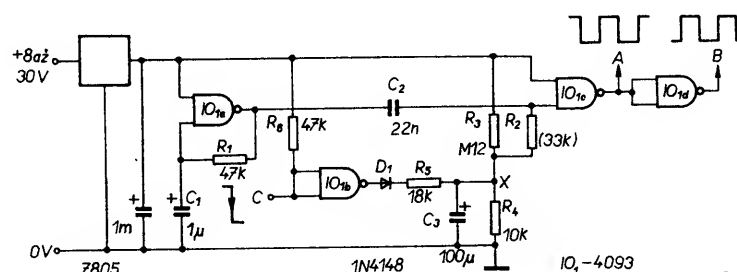 +8až
30V
A
B
IO1a
C2
22n
R6
47k
R1
47k
R3
M12
R2
(33k)
IO1c
IO1d
C
IO1b
D1
R5
18k
X
+
1m
+
C1
1µ
C3
+
100µ
R4
10k
0V
7805
1N4148
IO1-4093